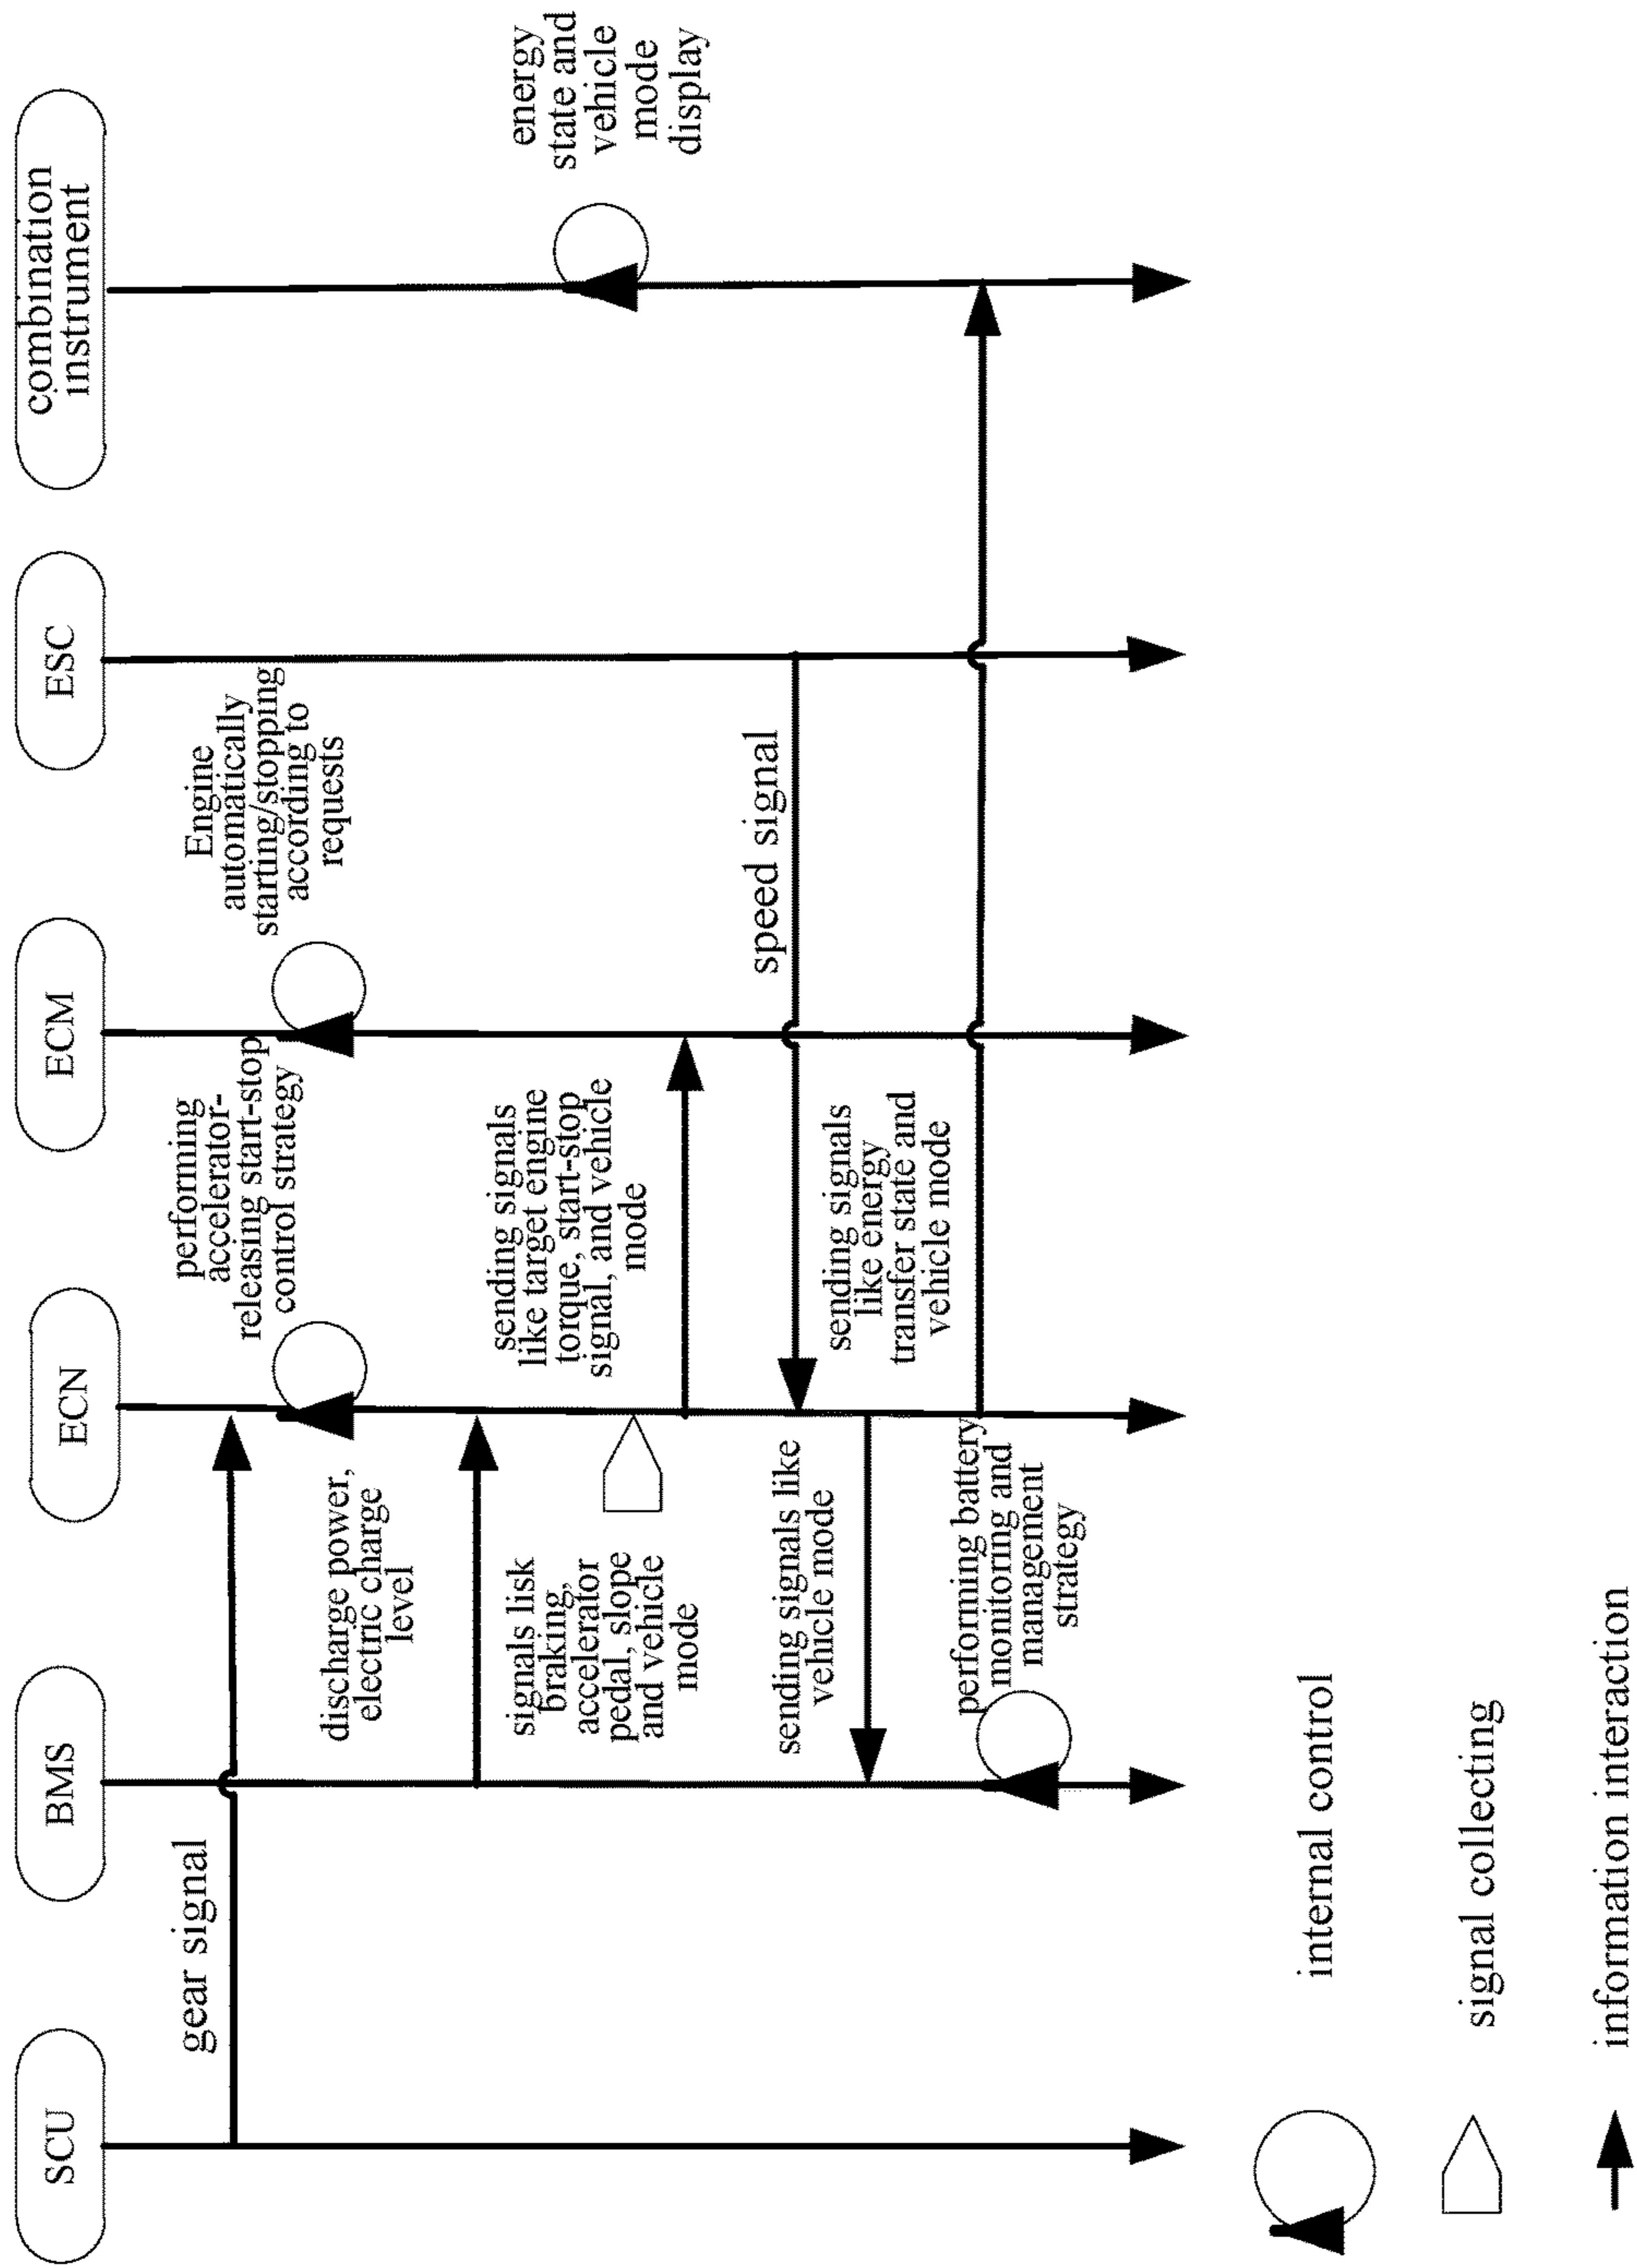 SCU
BMS
ECN
ECM
ESC
combination
instrument
gear signal
performing
accelerator-
releasing start-stop
control strategy
Engine
automatically
starting/stopping
according to
requests
discharge power,
electric charge
level
signals lisk
braking,
accelerator
pedal, slope
and vehicle
mode
sending signals
like target engine
torque, start-stop
signal, and vehicle
mode
energy
state and
vehicle
mode
display
speed signal
sending signals like
vehicle mode
sending signals
like energy
transfer state and
vehicle mode
performing battery
monitoring and
management
strategy
internal control
signal collecting
information interaction